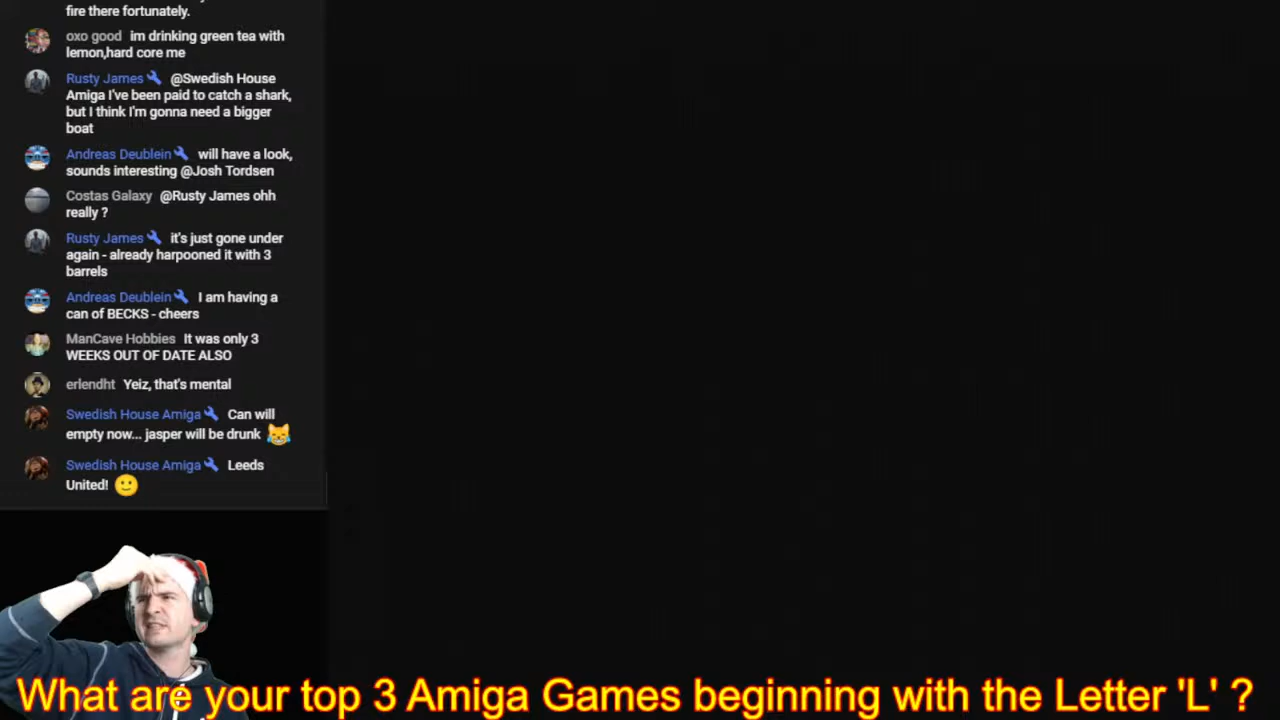 fire there fortunately.
oxo good im drinking green tea with
lemon,hard core me
Rusty James @Swedish House
Amiga I've been paid to catch a shark,
but I think I'm gonna need a bigger
boat
Andreas Deublein will have a look,
sounds interesting @Josh Tordsen
Costas Galaxy @Rusty James ohh
really ?
Rusty James it's just gone under
again - already harpooned it with 3
barrels
Andreas Deublein I am having a
can of BECKS - cheers
ManCave Hobbies It was only 3
WEEKS OUT OF DATE ALSO
erlendht Yeiz, that's mental
Swedish House Amiga Can will
empty now... jasper will be drunk
Swedish House Amiga Leeds
United!
What are your top 3 Amiga Games beginning with the Letter 'L' ?